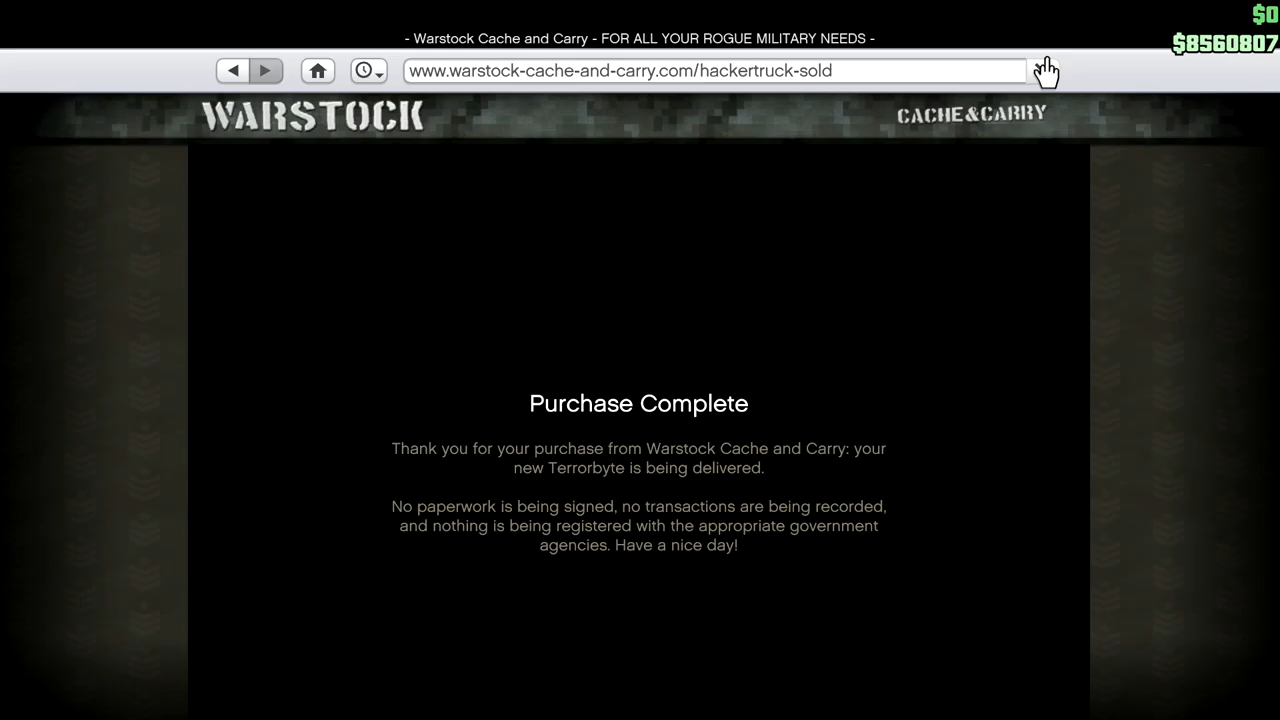 $0
- Warstock Cache and Carry - FOR ALL YOUR ROGUE MILITARY NEEDS -
$8560807
www.warstock-cache-and-carry.com/hackertruck-sold
WARSTOCK
CACHE&CARRY
Purchase Complete
Thank you for your purchase from Warstock Cache and Carry: your
new Terrorbyte is being delivered.
No paperwork is being signed, no transactions are being recorded,
and nothing is being registered with the appropriate government
agencies. Have a nice day!